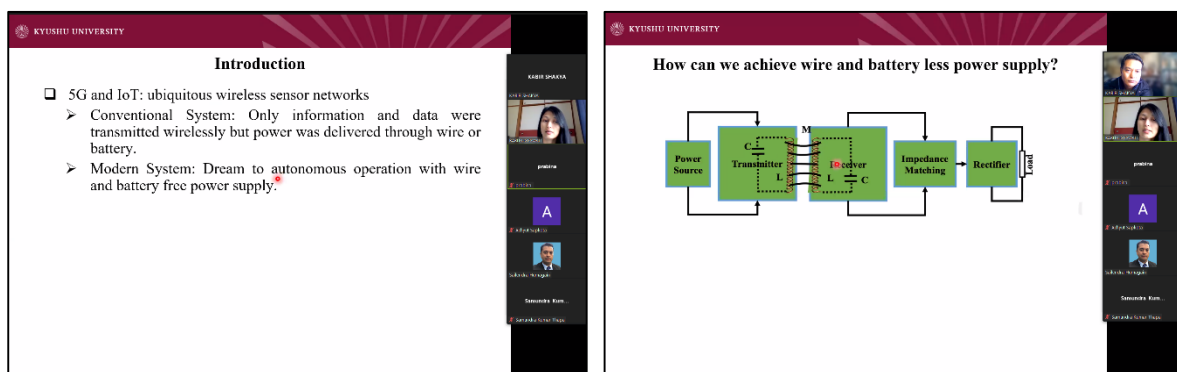 KYUSHU UNIVERSITY
Introduction
5G and IoT: ubiquitous wireless sensor networks
Conventional System: Only information and data were
transmitted wirelessly but power was delivered through wire or
battery.
Modern System: Dream to autonomous operation with wire
and battery free power supply.
KABIR SHAKYA
prabina
A
Samundra Kum...
KYUSHU UNIVERSITY
How can we achieve wire and battery less power supply?
M
C
L
L
C
Power
Source
Transmitter
Receiver
Impedance
Matching
Rectifier
Load
prabina
A
Samundra Kum...